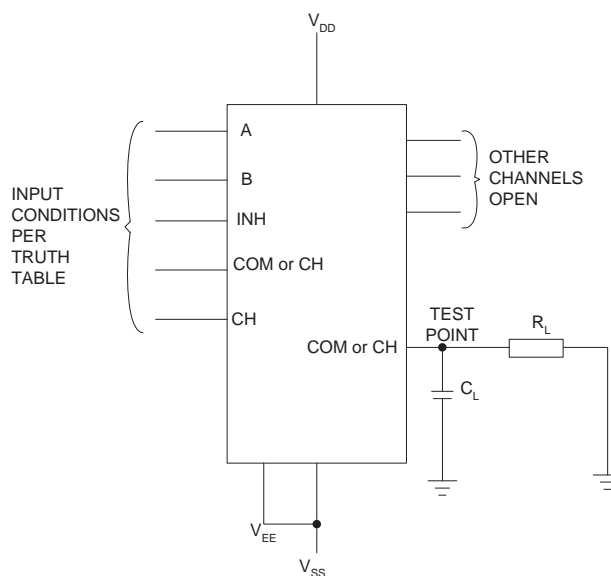 V_DD
A
B
INH
COM or CH
CH
INPUT
CONDITIONS
PER
TRUTH
TABLE
OTHER
CHANNELS
OPEN
TEST
POINT
R_L
COM or CH
C_L
V_EE
V_SS